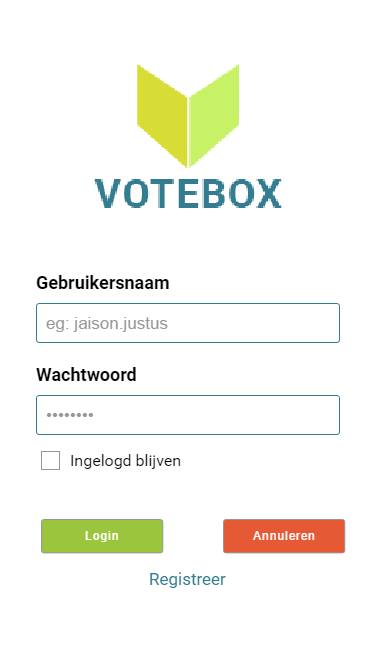 VOTEBOX
Gebruikersnaam
eg: jaison.justus
Wachtwoord
••••••••
Ingelogd blijven
Login Annuleren
Registreer